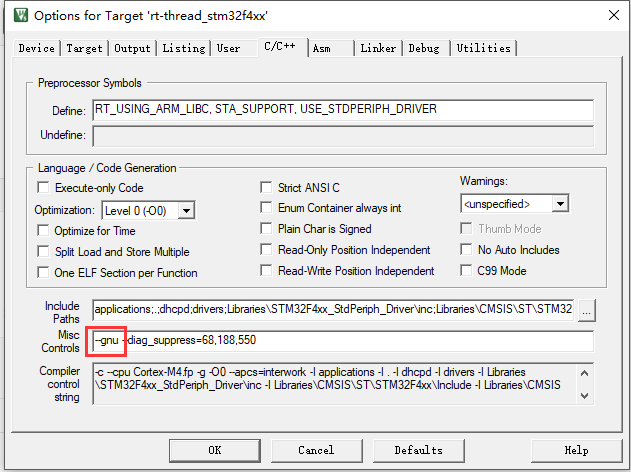 Options for Target 'rt-thread_stm32f4xx'
Device Target Output Listing User C/C++ Asm Linker Debug Utilities
Preprocessor Symbols
Define: RT_USING_ARM_LIBC, STA_SUPPORT, USE_STDPERIPH_DRIVER
Undefine:
Language / Code Generation
Execute-only Code
Strict ANSI C
Warnings:
Optimization: Level 0 (-O0)
Enum Container always int
<unspecified>
Optimize for Time
Plain Char is Signed
Thumb Mode
Split Load and Store Multiple
Read-Only Position Independent
No Auto Includes
One ELF Section per Function
Read-Write Position Independent
C99 Mode
Include
Paths
applications;.;dhcpd;drivers;Libraries\STM32F4xx_StdPeriph_Driver\inc;Libraries\CMSIS\ST\STM32
...
Misc
Controls
--gnu --diag_suppress=68,188,550
Compiler
control
string
-c --cpu Cortex-M4.fp -g -O0 --apcs=interwork -I applications -I . -I dhcpd -I drivers -I Libraries
\STM32F4xx_StdPeriph_Driver\inc -I Libraries\CMSIS\ST\STM32F4xx\Include -I Libraries\CMSIS
OK Cancel Defaults Help